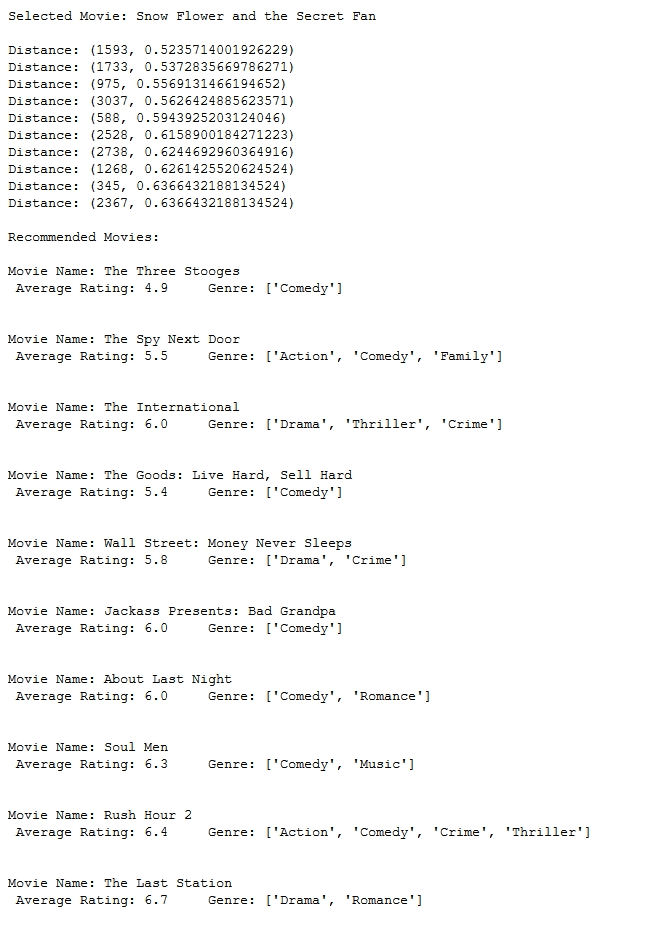 Selected Movie: Snow Flower and the Secret Fan
Distance: (1593, 0.5235714001926229)
Distance: (1733, 0.5372835669786271)
Distance: (975, 0.5569131466194652)
Distance: (3037, 0.5626424885623571)
Distance: (588, 0.5943925203124046)
Distance: (2528, 0.6158900184271223)
Distance: (2738, 0.6244692960364916)
Distance: (1268, 0.6261425520624524)
Distance: (345, 0.6366432188134524)
Distance: (2367, 0.6366432188134524)
Recommended Movies:
Movie Name: The Three Stooges
Average Rating: 4.9     Genre: ['Comedy']
Movie Name: The Spy Next Door
Average Rating: 5.5     Genre: ['Action', 'Comedy', 'Family']
Movie Name: The International
Average Rating: 6.0     Genre: ['Drama', 'Thriller', 'Crime']
Movie Name: The Goods: Live Hard, Sell Hard
Average Rating: 5.4     Genre: ['Comedy']
Movie Name: Wall Street: Money Never Sleeps
Average Rating: 5.8     Genre: ['Drama', 'Crime']
Movie Name: Jackass Presents: Bad Grandpa
Average Rating: 6.0     Genre: ['Comedy']
Movie Name: About Last Night
Average Rating: 6.0     Genre: ['Comedy', 'Romance']
Movie Name: Soul Men
Average Rating: 6.3     Genre: ['Comedy', 'Music']
Movie Name: Rush Hour 2
Average Rating: 6.4     Genre: ['Action', 'Comedy', 'Crime', 'Thriller']
Movie Name: The Last Station
Average Rating: 6.7     Genre: ['Drama', 'Romance']